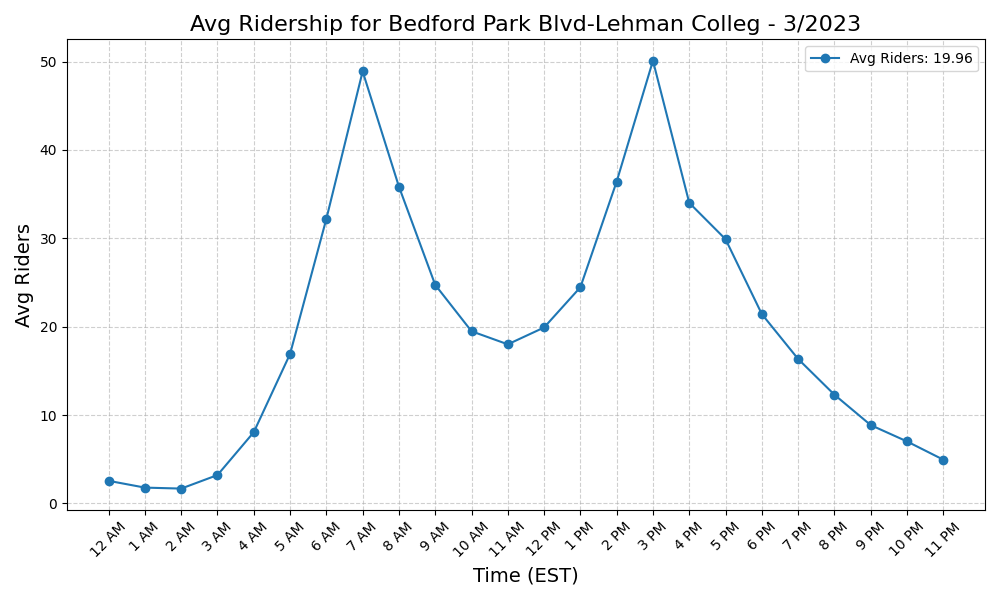 Avg Ridership for Bedford Park Blvd-Lehman Colleg - 3/2023
Avg Riders: 19.96
Avg Riders
50
40
30
20
10
0
12 AM
1 AM
2 AM
3 AM
4 AM
5 AM
6 AM
7 AM
8 AM
9 AM
10 AM
11 AM
12 PM
1 PM
2 PM
3 PM
4 PM
5 PM
6 PM
7 PM
8 PM
9 PM
10 PM
11 PM
Time (EST)